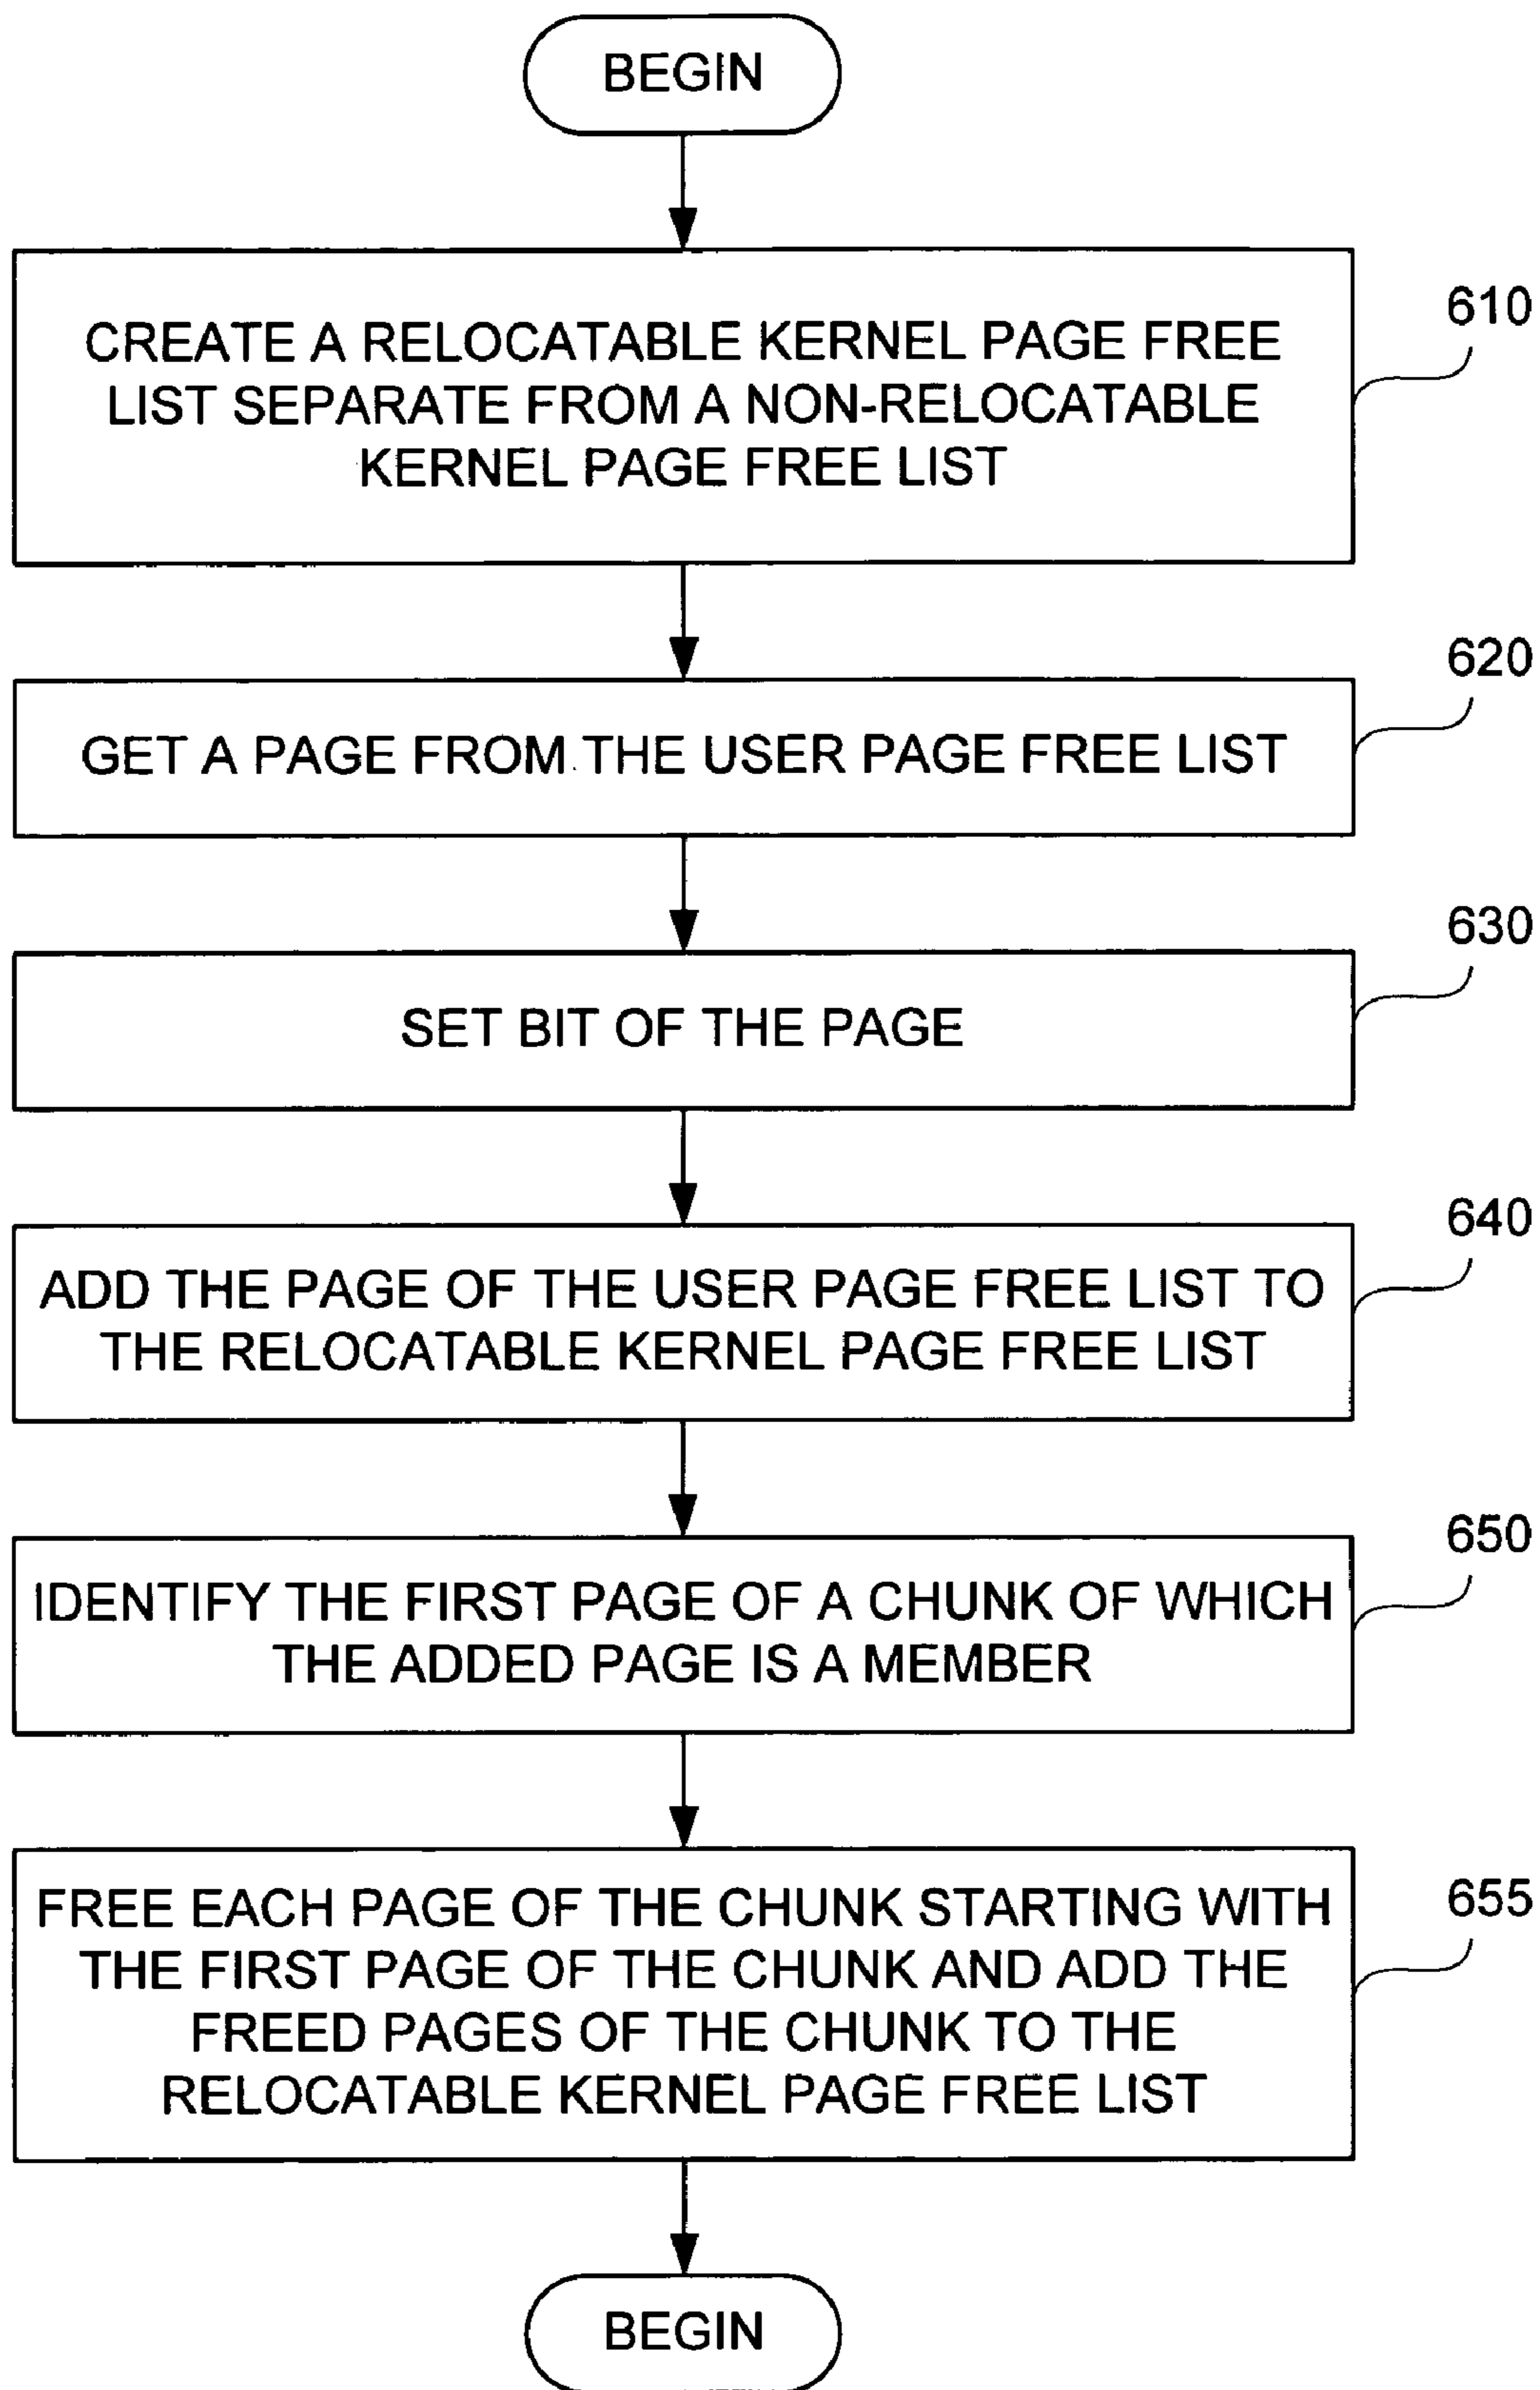 BEGIN
CREATE A RELOCATABLE KERNEL PAGE FREE
LIST SEPARATE FROM A NON-RELOCATABLE
KERNEL PAGE FREE LIST
610
GET A PAGE FROM THE USER PAGE FREE LIST
620
SET BIT OF THE PAGE
630
ADD THE PAGE OF THE USER PAGE FREE LIST TO
THE RELOCATABLE KERNEL PAGE FREE LIST
640
IDENTIFY THE FIRST PAGE OF A CHUNK OF WHICH
THE ADDED PAGE IS A MEMBER
650
FREE EACH PAGE OF THE CHUNK STARTING WITH
THE FIRST PAGE OF THE CHUNK AND ADD THE
FREED PAGES OF THE CHUNK TO THE
RELOCATABLE KERNEL PAGE FREE LIST
655
BEGIN